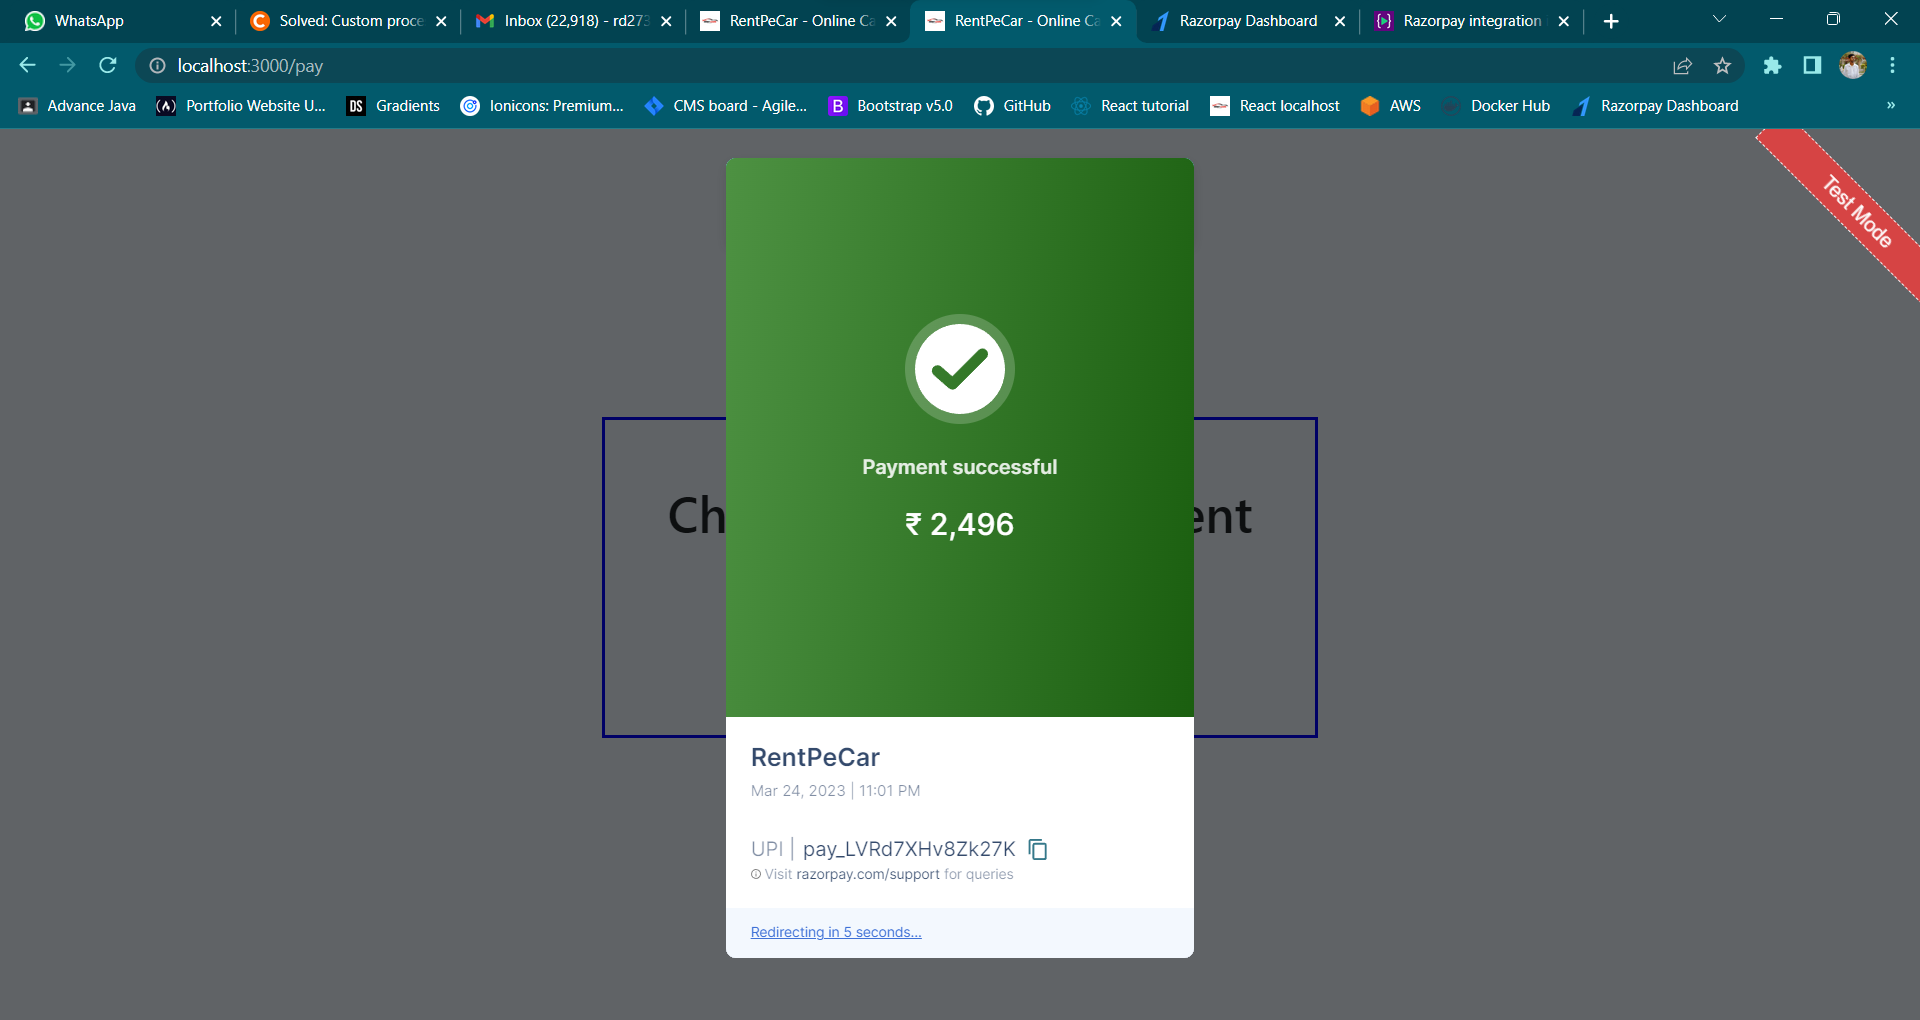 WhatsApp
Solved: Custom proce
Inbox (22,918) - rd273
RentPeCar - Online Ca
RentPeCar - Online Ca
Razorpay Dashboard
Razorpay integration
localhost:3000/pay
Advance Java
Portfolio Website U...
DS
Gradients
Ionicons: Premium...
CMS board - Agile...
B
Bootstrap v5.0
GitHub
React tutorial
React localhost
AWS
Docker Hub
Razorpay Dashboard
»
Test Mode
Payment successful
Ch
ent
₹ 2,496
RentPeCar
Mar 24, 2023 | 11:01 PM
UPI | pay_LVRd7XHv8Zk27K
Visit razorpay.com/support for queries
Redirecting in 5 seconds...